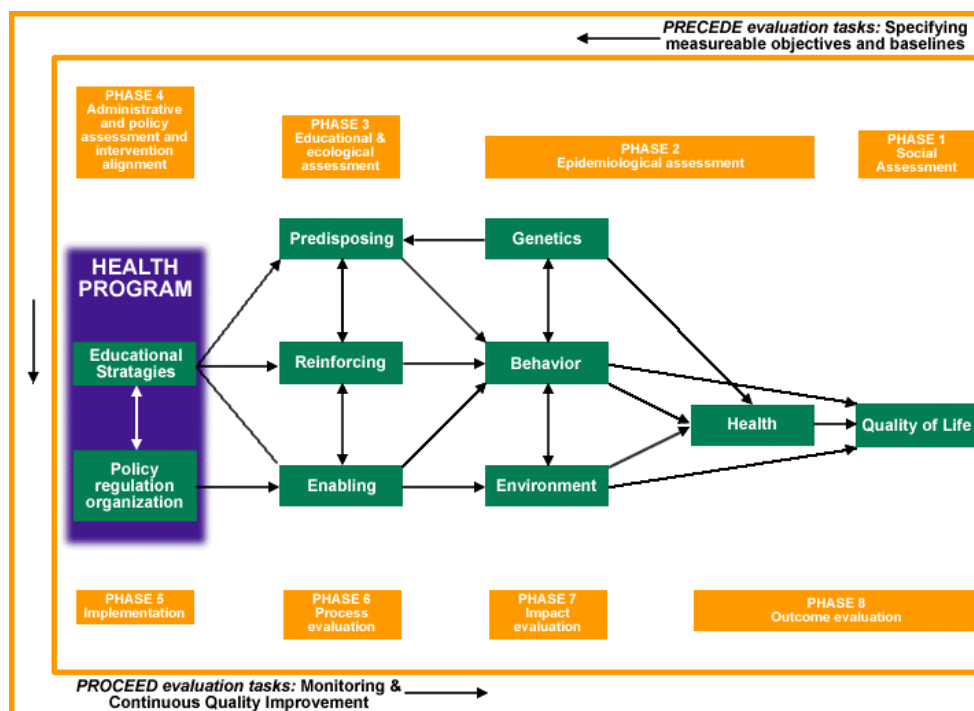 PRECEDE evaluation tasks: Specifying
measureable objectives and baselines
PHASE 4
Administrative
and policy
assessment and
intervention
alignment
PHASE 3
Educational &
ecological
assessment
PHASE 2
Epidemiological assessment
PHASE 1
Social
Assessment
HEALTH
PROGRAM
Predisposing
Genetics
Educational
Stratagies
Reinforcing
Behavior
Health
Quality of Life
Policy
regulation
organization
Enabling
Environment
PHASE 5
Implementation
PHASE 6
Process
evaluation
PHASE 7
Impact
evaluation
PHASE 8
Outcome evaluation
PROCEED evaluation tasks: Monitoring &
Continuous Quality Improvement